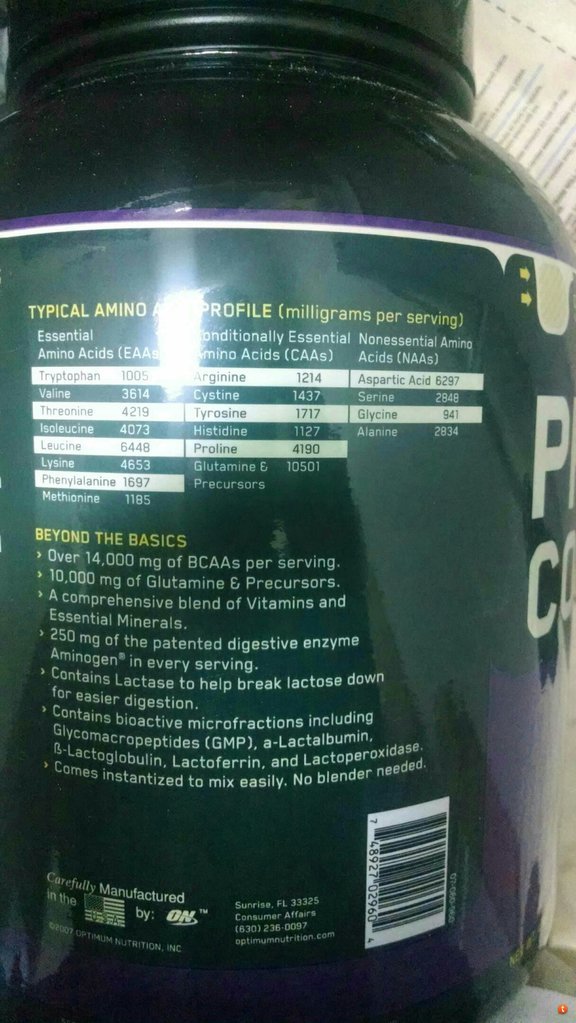 TYPICAL AMINO PROFILE (milligrams per serving)
Essential
Amino Acids (EAAs
Tryptophan 1005
Valine 3614
Threonine 4219
Isoleucine 4073
Leucine 6448
Lysine 4653
Phenylalanine 1697
Methionine 1185
Conditionally Essential
Amino Acids (CAAs)
Arginine 1214
Cystine 1437
Tyrosine 1717
Histidine 1127
Proline 4190
Glutamine & 10501
Precursors
Nonessential Amino
Acids (NAAs)
Aspartic Acid 6297
Serine 2848
Glycine 941
Alanine 2834
BEYOND THE BASICS
› Over 14,000 mg of BCAAs per serving.
› 10,000 mg of Glutamine & Precursors.
› A comprehensive blend of Vitamins and
Essential Minerals.
› 250 mg of the patented digestive enzyme
Aminogen® in every serving.
› Contains Lactase to help break lactose down
for easier digestion.
› Contains bioactive microfractions including
Glycomacropeptides (GMP), a-Lactalbumin,
ß-Lactoglobulin, Lactoferrin, and Lactoperoxidase.
› Comes instantized to mix easily. No blender needed.
Carefully Manufactured
in the USA by: ON™
©2007 OPTIMUM NUTRITION, INC
Sunrise, FL 33325
Consumer Affairs
(630) 236-0097
optimumnutrition.com
7 48927 02960 4
P
CO